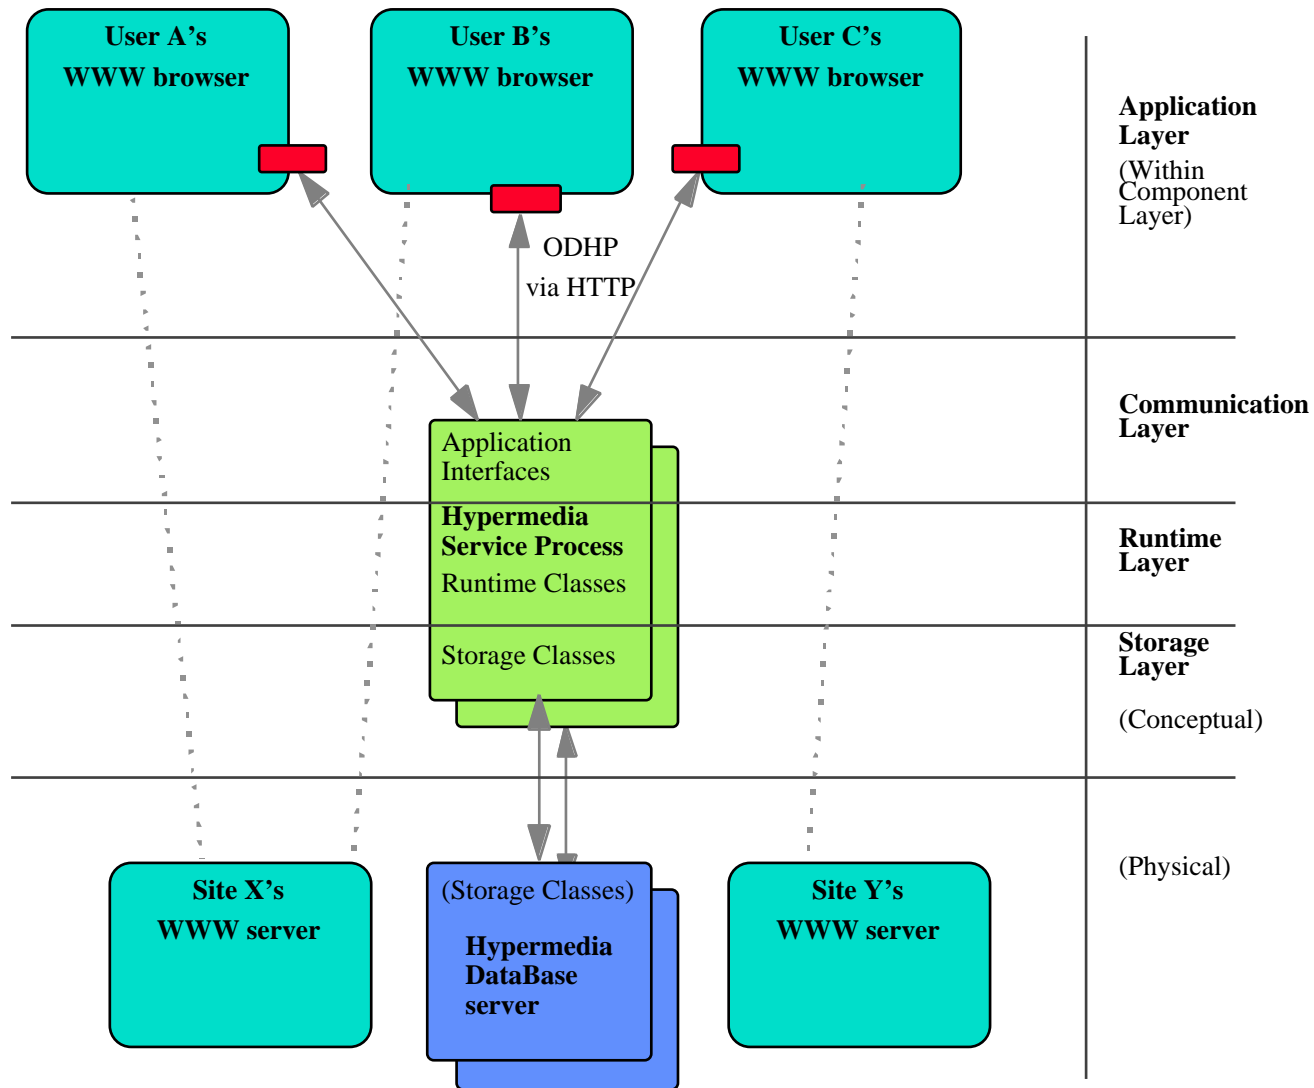 User A’s
WWW browser
User B’s
WWW browser
User C’s
WWW browser
Application
Layer
(Within
Component
Layer)
ODHP
via HTTP
Communication
Layer
Application
Interfaces
Hypermedia
Service Process
Runtime Classes
Runtime
Layer
Storage Classes
Storage
Layer
(Conceptual)
(Physical)
Site X’s
WWW server
(Storage Classes)
Hypermedia
DataBase
server
Site Y’s
WWW server